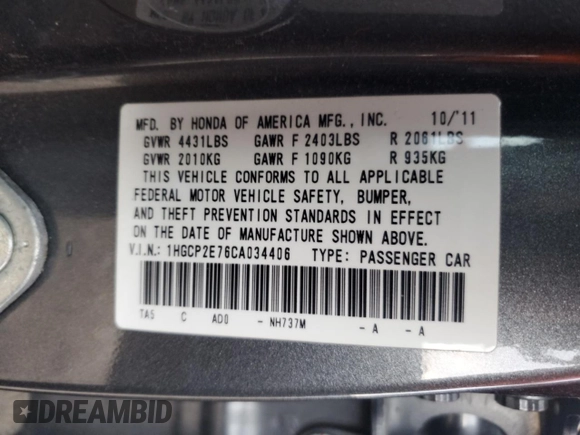 MFD. BY HONDA OF AMERICA MFG., INC. 10/'11
GVWR 4431LBS GAWR F 2403LBS R 2061LBS
GVWR 2010KG GAWR F 1090KG R 935KG
THIS VEHICLE CONFORMS TO ALL APPLICABLE
FEDERAL MOTOR VEHICLE SAFETY, BUMPER,
AND THEFT PREVENTION STANDARDS IN EFFECT
ON THE DATE OF MANUFACTURE SHOWN ABOVE.
V.I.N.: 1HGCP2E76CA034406 TYPE: PASSENGER CAR
TA5 C AD0 - NH737M - A - A
DREAMBID